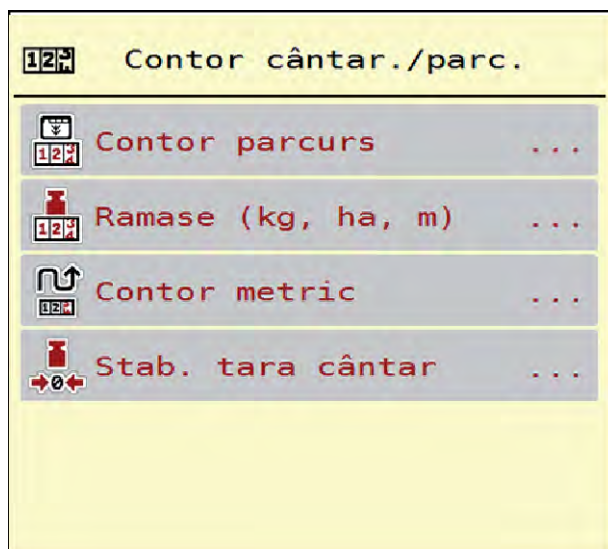 Contor cântar./parc.
Contor parcurs ...
Ramase (kg, ha, m) ...
Contor metric ...
Stab. tara cântar ...